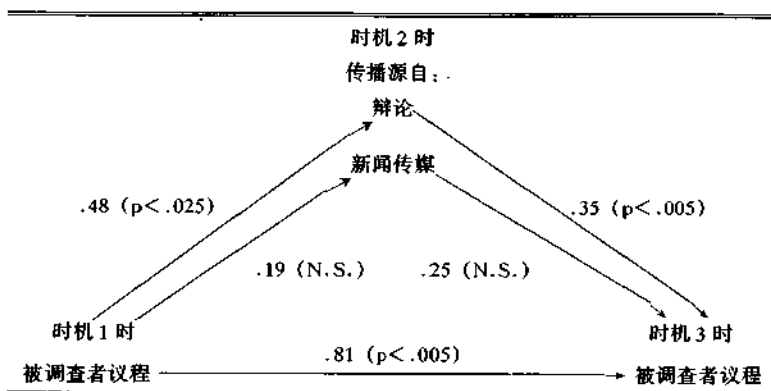 时机2时
传播源自：
辩论
新闻传媒
.48 (p<.025)
.35 (p<.005)
.19 (N.S.)
.25 (N.S.)
时机1时
时机3时
.81 (p<.005)
被调查者议程
被调查者议程